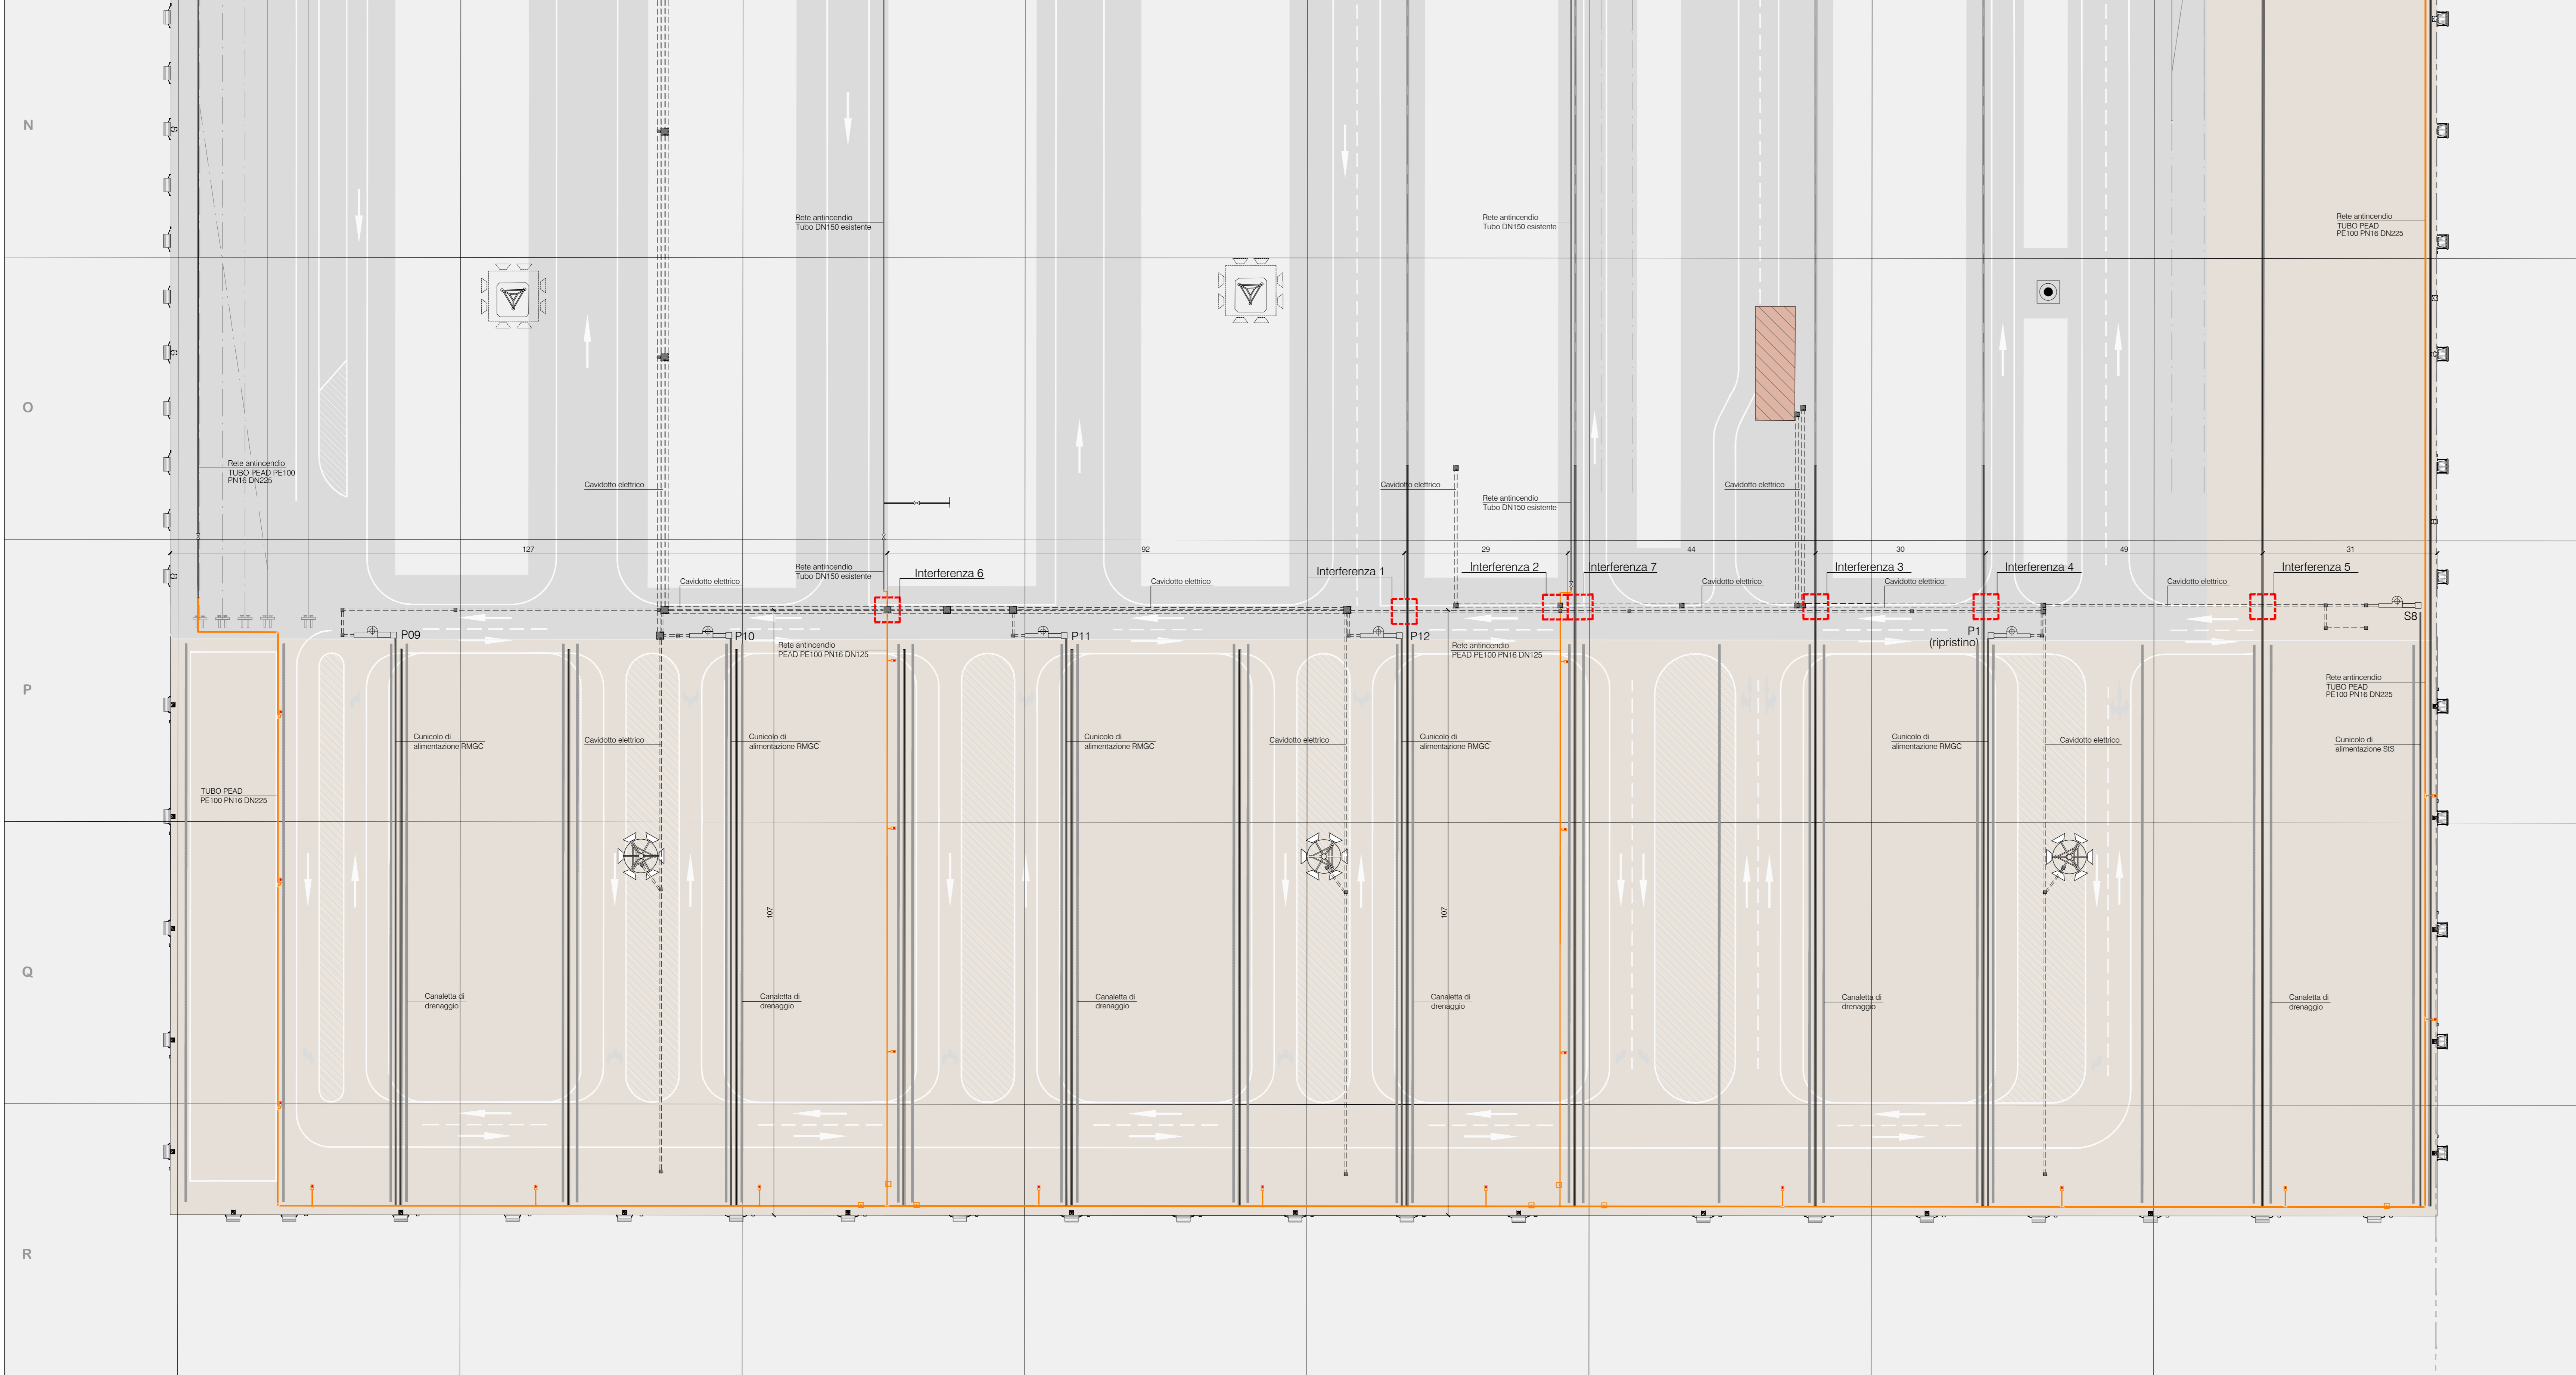 N
Rete antincendio
Tubo DN150 esistente
Rete antincendio
Tubo DN150 esistente
Rete antincendio
TUBO PEAD
PE100 PN16 DN225
O
Rete antincendio
TUBO PEAD PE100
PN16 DN225
Cavidotto elettrico
Cavidotto elettrico
Rete antincendio
Tubo DN150 esistente
Cavidotto elettrico
127
92
29
44
30
49
31
Rete antincendio
Tubo DN150 esistente
Interferenza 6
Interferenza 1
Interferenza 2
Interferenza 7
Interferenza 3
Interferenza 4
Interferenza 5
Cavidotto elettrico
Cavidotto elettrico
Cavidotto elettrico
Cavidotto elettrico
Cavidotto elettrico
P09
P10
P11
P12
P1
(ripristino)
S8
Rete antincendio
PEAD PE100 PN16 DN125
Rete antincendio
PEAD PE100 PN16 DN125
P
Rete antincendio
TUBO PEAD
PE100 PN16 DN225
Cunicolo di
alimentazione RMGC
Cavidotto elettrico
Cunicolo di
alimentazione RMGC
Cunicolo di
alimentazione RMGC
Cavidotto elettrico
Cunicolo di
alimentazione RMGC
Cunicolo di
alimentazione RMGC
Cavidotto elettrico
Cunicolo di
alimentazione StS
TUBO PEAD
PE100 PN16 DN225
107
107
Q
Canaletta di
drenaggio
Canaletta di
drenaggio
Canaletta di
drenaggio
Canaletta di
drenaggio
Canaletta di
drenaggio
Canaletta di
drenaggio
R